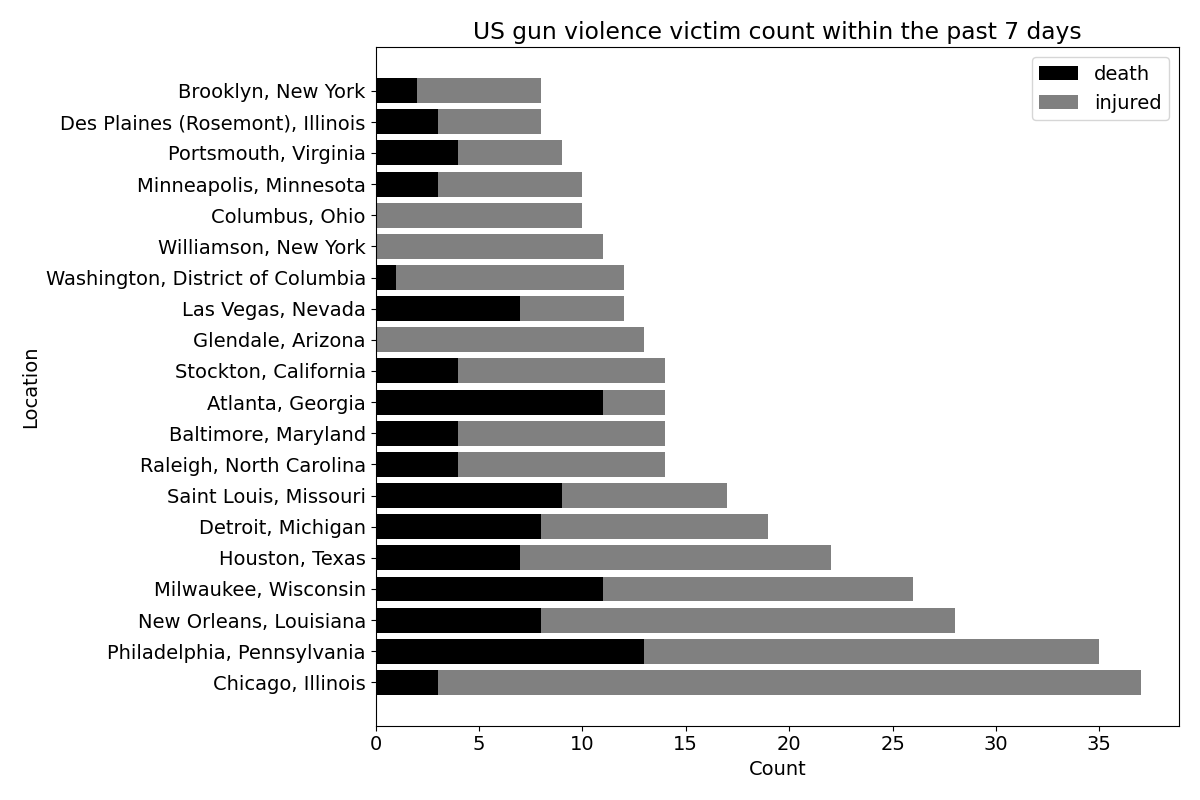 US gun violence victim count within the past 7 days
death
injured
Brooklyn, New York
Des Plaines (Rosemont), Illinois
Portsmouth, Virginia
Minneapolis, Minnesota
Columbus, Ohio
Williamson, New York
Washington, District of Columbia
Las Vegas, Nevada
Glendale, Arizona
Stockton, California
Atlanta, Georgia
Baltimore, Maryland
Raleigh, North Carolina
Saint Louis, Missouri
Detroit, Michigan
Houston, Texas
Milwaukee, Wisconsin
New Orleans, Louisiana
Philadelphia, Pennsylvania
Chicago, Illinois
Location
0 5 10 15 20 25 30 35
Count